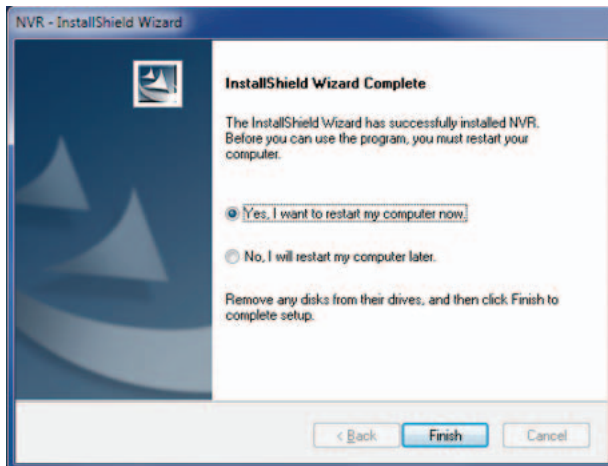 NVR - InstallShield Wizard
InstallShield Wizard Complete
The InstallShield Wizard has successfully installed NVR.
Before you can use the program, you must restart your
computer.
Yes, I want to restart my computer now.
No, I will restart my computer later.
Remove any disks from their drives, and then click Finish to
complete setup.
< Back
Finish
Cancel